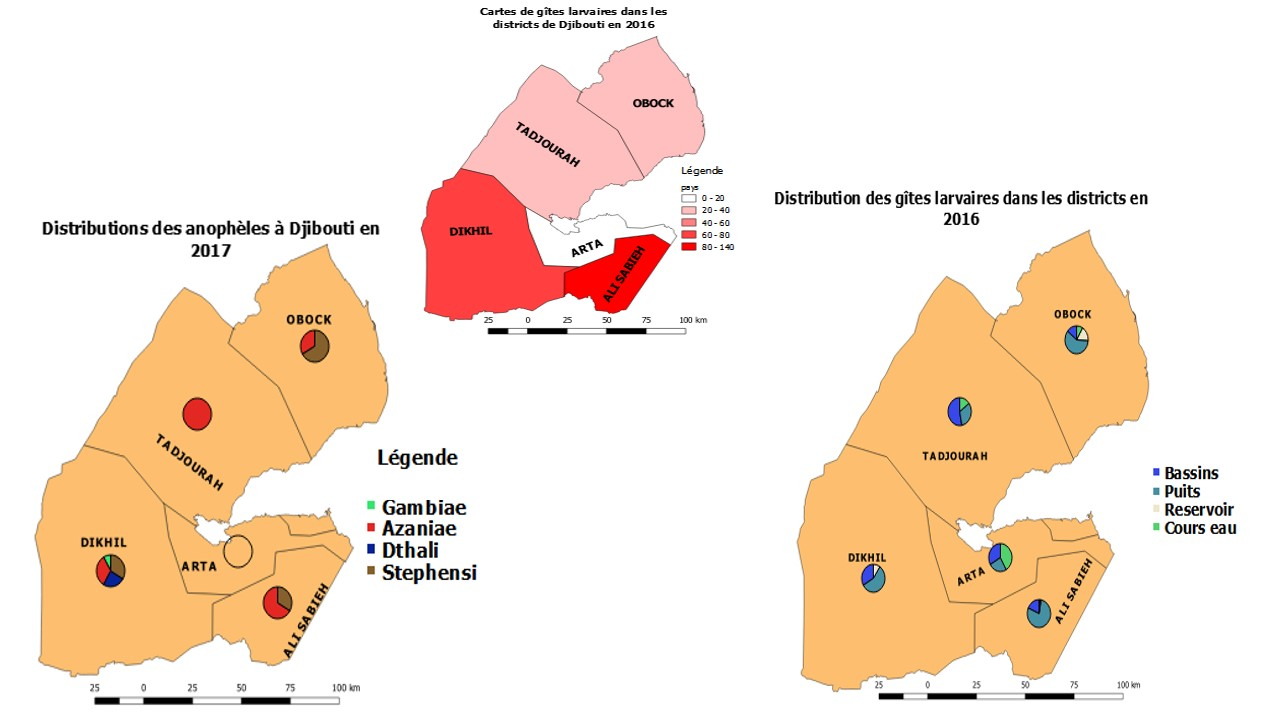 Cartes de gîtes larvaires dans les
districts de Djibouti en 2016
OBOCK
TADJOURAH
DIKHIL
ARTA
ALI SABIEH
Légende
pays
0 - 20
20 - 40
40 - 60
60 - 80
80 - 140
25 0 25 50 75 100 km
Distributions des anophèles à Djibouti en
2017
OBOCK
TADJOURAH
DIKHIL
ARTA
ALI SABIEH
Légende
Gambiae
Azaniae
Dthali
Stephensi
25 0 25 50 75 100 km
Distribution des gîtes larvaires dans les districts en
2016
OBOCK
TADJOURAH
DIKHIL
ARTA
ALI SABIEH
Bassins
Puits
Reservoir
Cours eau
25 0 25 50 75 100 km